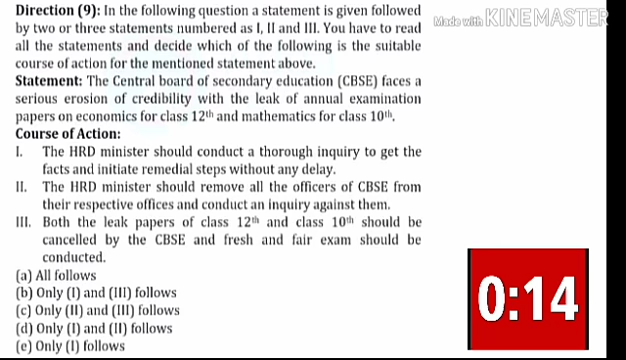 Direction (9): In the following question a statement is given followed
by two or three statements numbered as I, II and III. You have to read
all the statements and decide which of the following is the suitable
course of action for the mentioned statement above.
Statement: The Central board of secondary education (CBSE) faces a
serious erosion of credibility with the leak of annual examination
papers on economics for class 12th and mathematics for class 10th.
Course of Action:
I. The HRD minister should conduct a thorough inquiry to get the
facts and initiate remedial steps without any delay.
II. The HRD minister should remove all the officers of CBSE from
their respective offices and conduct an inquiry against them.
III. Both the leak papers of class 12th and class 10th should be
cancelled by the CBSE and fresh and fair exam should be
conducted.
(a) All follows
(b) Only (I) and (III) follows
(c) Only (II) and (III) follows
(d) Only (I) and (II) follows
(e) Only (I) follows
Made with KINEMASTER
0:14